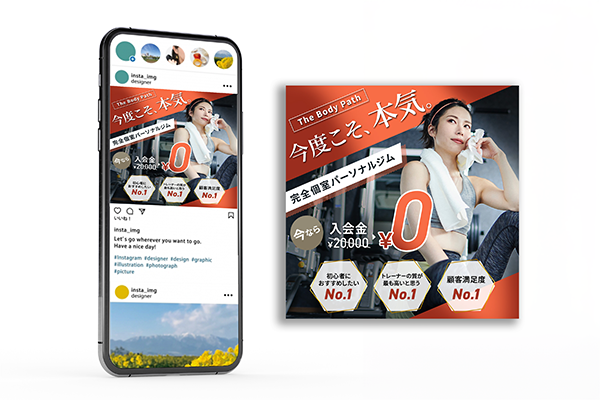 insta_img
designer
The Body Path
今度こそ、本気。
完全個室パーソナルジム
今なら
入会金
¥20,000
¥0
初心者に
おすすめしたい
No.1
トレーナーの質が
最も高いと思う
No.1
顧客満足度
No.1
いいね!
insta_img
Let's go wherever you want to go.
Have a nice day!
#Instagram #designer #design #graphic
#illustration #photograph
#picture
insta_img
designer
The Body Path
今度こそ、本気。
完全個室パーソナルジム
今なら
入会金
¥20,000
¥0
初心者に
おすすめしたい
No.1
トレーナーの質が
最も高いと思う
No.1
顧客満足度
No.1